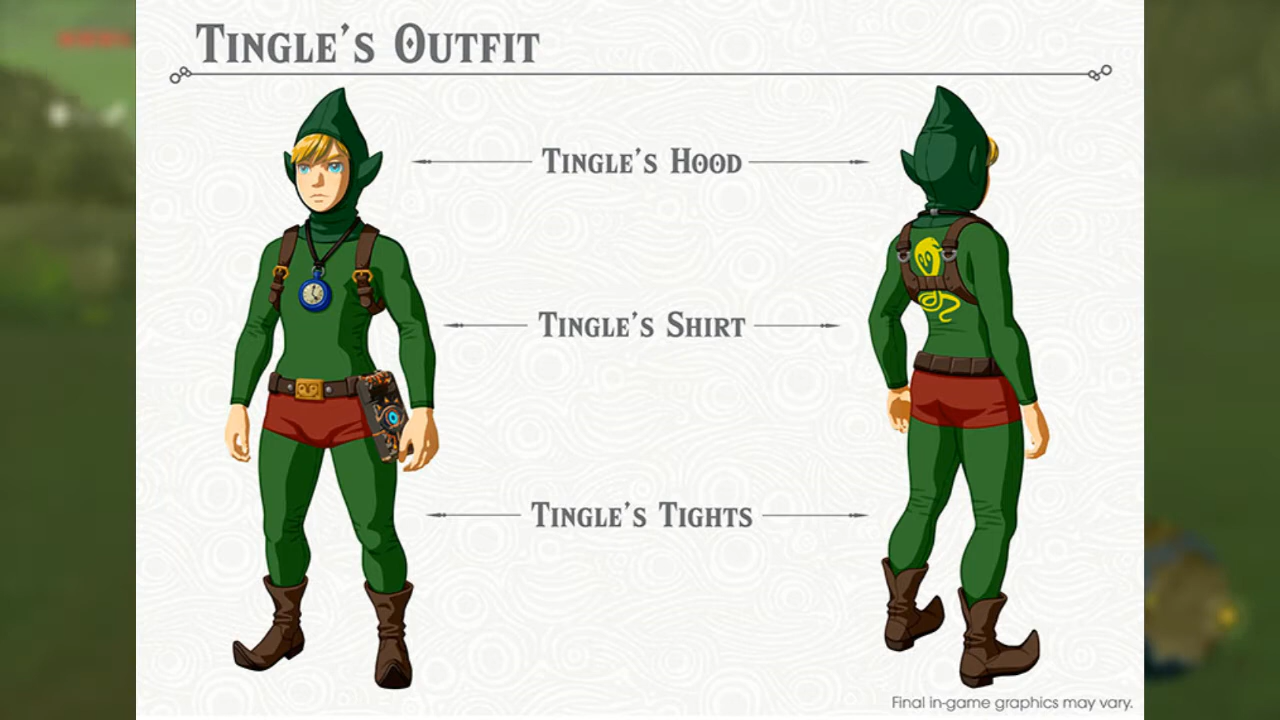 Tingle's Outfit
Tingle's Hood
Tingle's Shirt
Tingle's Tights
Final in-game graphics may vary.